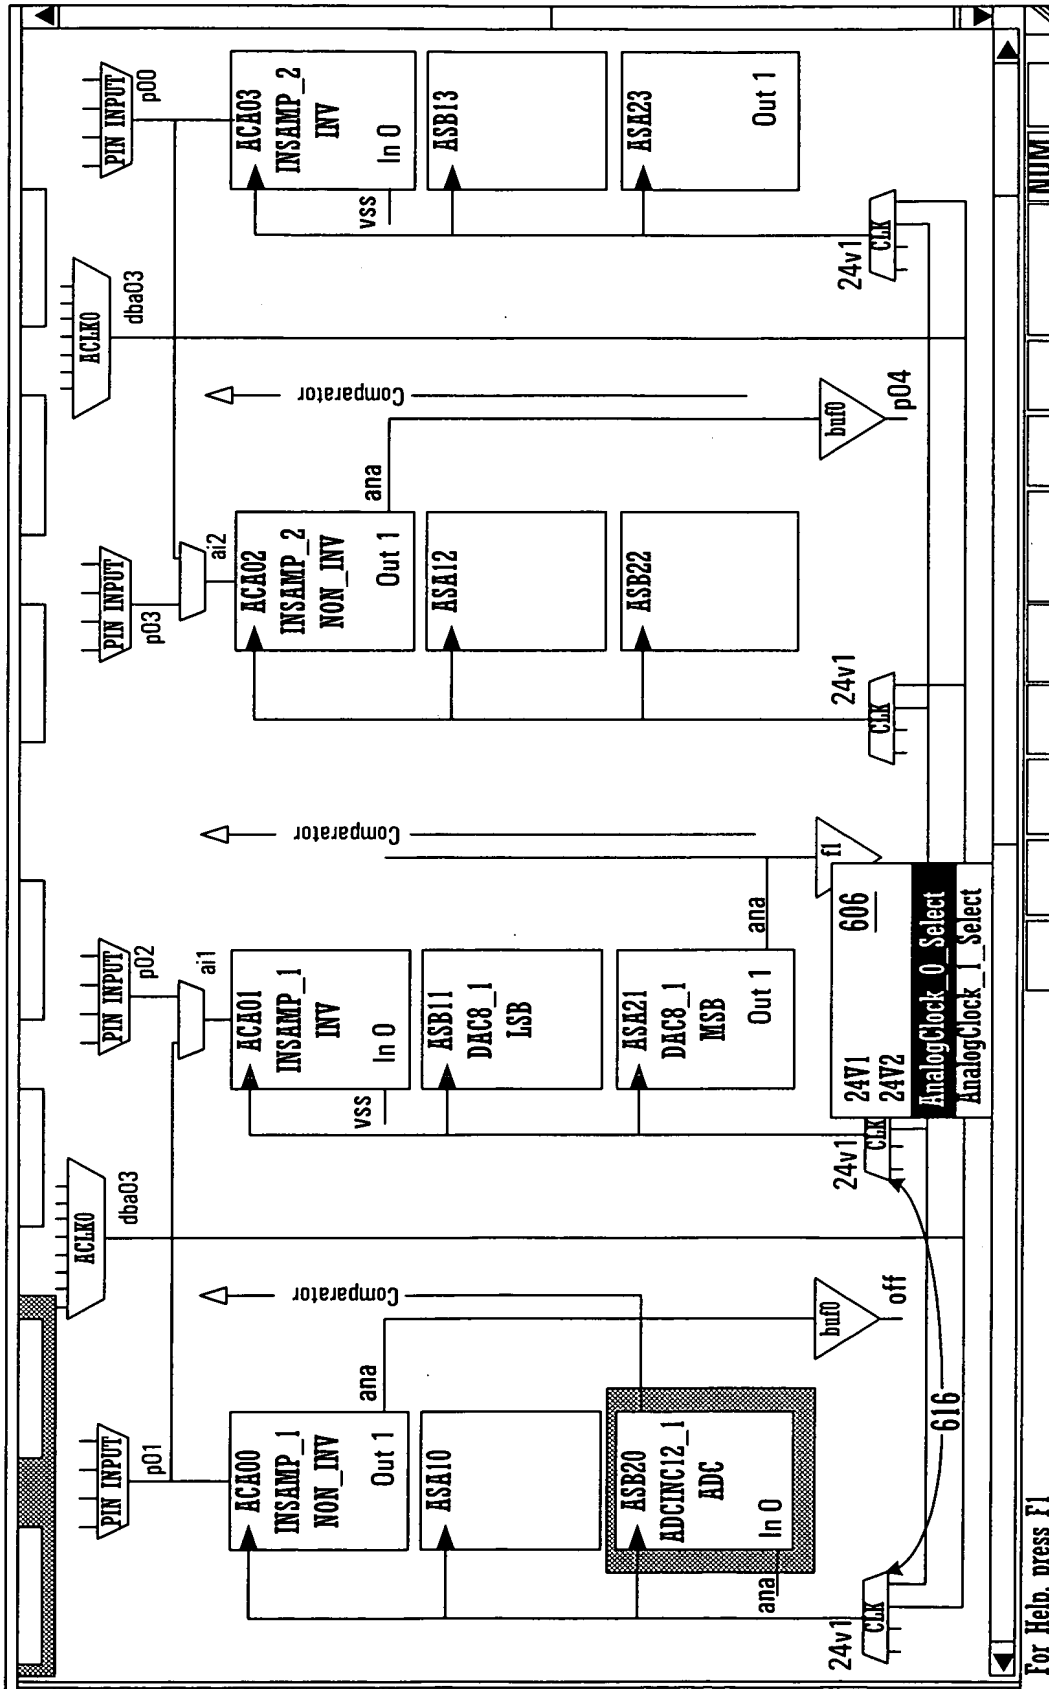 PIN INPUT
p01
ACLK0
dba03
PIN INPUT
p02
ai1
PIN INPUT
p03
ai2
ACLK0
dba03
PIN INPUT
p00
ACA00
INSAMP_1
NON_INV
Out 1
ana
ASA10
ASB20
ADCINC12_1
ADC
In 0
ana
Comparator
buf0
off
24v1
CLK
616
ACA01
INSAMP_1
INV
In 0
vss
ASB11
DAC8_1
LSB
ASA21
DAC8_1
MSB
Out 1
ana
Comparator
f1
24v1
CLK
606
24V1
24V2
AnalogClock_0_Select
AnalogClock_1_Select
ACA02
INSAMP_2
NON_INV
Out 1
ana
ASA12
ASB22
Comparator
buf0
p04
24v1
CLK
ACA03
INSAMP_2
INV
In 0
vss
ASB13
ASA23
Out 1
24v1
CLK
For Help, press F1
NUM